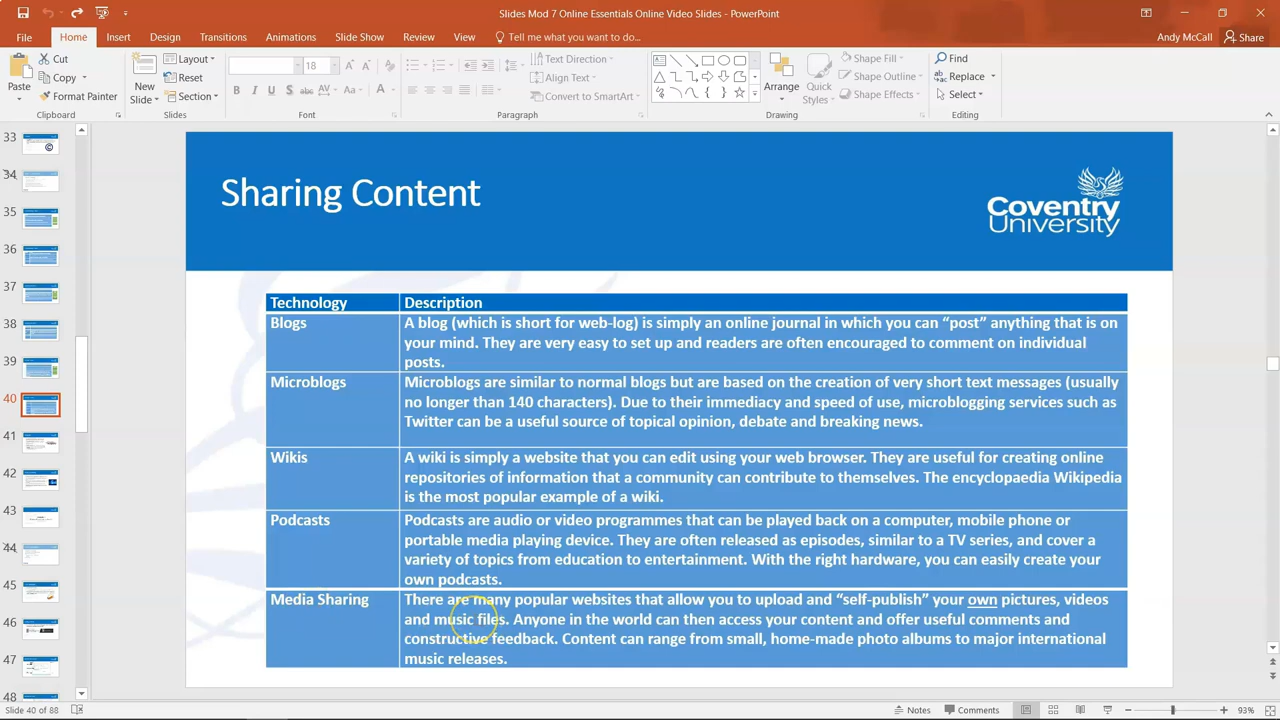 Slides Mod 7 Online Essentials Online Video Slides - PowerPoint
File Home Insert Design Transitions Animations Slide Show Review View Tell me what you want to do... Andy McCall Share
Paste Cut Copy Format Painter Clipboard
New Slide Layout Reset Section Slides
18 B I U S abc AV Aa A Font
Text Direction Align Text Convert to SmartArt Paragraph
Arrange Quick Styles Shape Fill Shape Outline Shape Effects Drawing
Find Replace Select Editing
33
34
35
36
37
38
39
40
41
42
43
44
45
46
47
48
Sharing Content
Coventry
University
Technology Description
Blogs A blog (which is short for web-log) is simply an online journal in which you can “post” anything that is on
your mind. They are very easy to set up and readers are often encouraged to comment on individual
posts.
Microblogs Microblogs are similar to normal blogs but are based on the creation of very short text messages (usually
no longer than 140 characters). Due to their immediacy and speed of use, microblogging services such as
Twitter can be a useful source of topical opinion, debate and breaking news.
Wikis A wiki is simply a website that you can edit using your web browser. They are useful for creating online
repositories of information that a community can contribute to themselves. The encyclopaedia Wikipedia
is the most popular example of a wiki.
Podcasts Podcasts are audio or video programmes that can be played back on a computer, mobile phone or
portable media playing device. They are often released as episodes, similar to a TV series, and cover a
variety of topics from education to entertainment. With the right hardware, you can easily create your
own podcasts.
Media Sharing There are many popular websites that allow you to upload and “self-publish” your own pictures, videos
and music files. Anyone in the world can then access your content and offer useful comments and
constructive feedback. Content can range from small, home-made photo albums to major international
music releases.
Slide 40 of 88 Notes Comments 93%